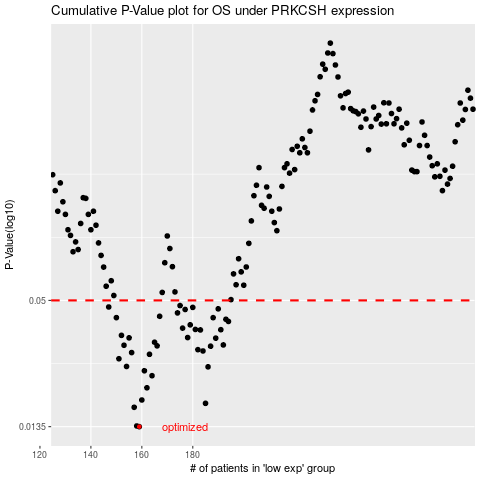 Cumulative P-Value plot for OS under PRKCSH expression
P-Value(log10)
0.05
0.0135
optimized
120 140 160 180
# of patients in 'low exp' group